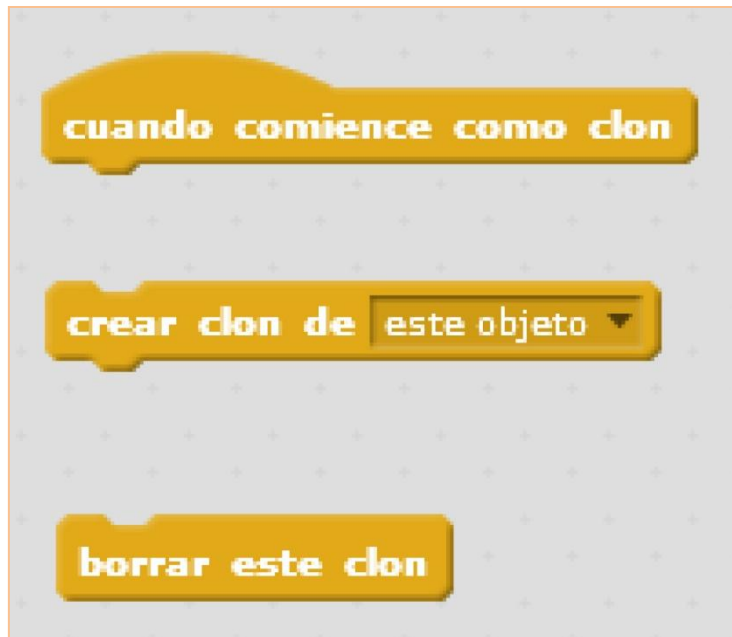 cuando comience como clon
crear clon de este objeto
borrar este clon